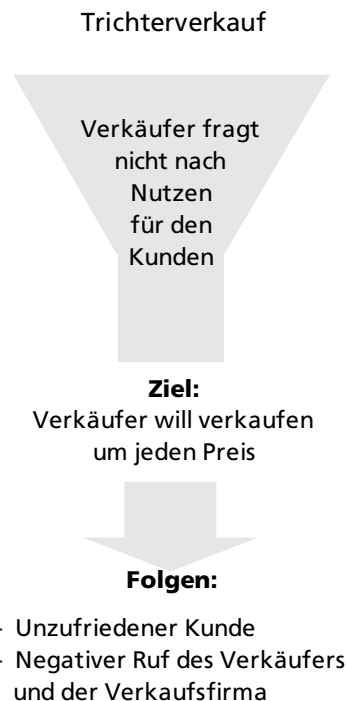 Trichterverkauf
Verkäufer fragt
nicht nach
Nutzen
für den
Kunden
Ziel:
Verkäufer will verkaufen
um jeden Preis
Folgen:
- Unzufriedener Kunde
- Negativer Ruf des Verkäufers
und der Verkaufsfirma